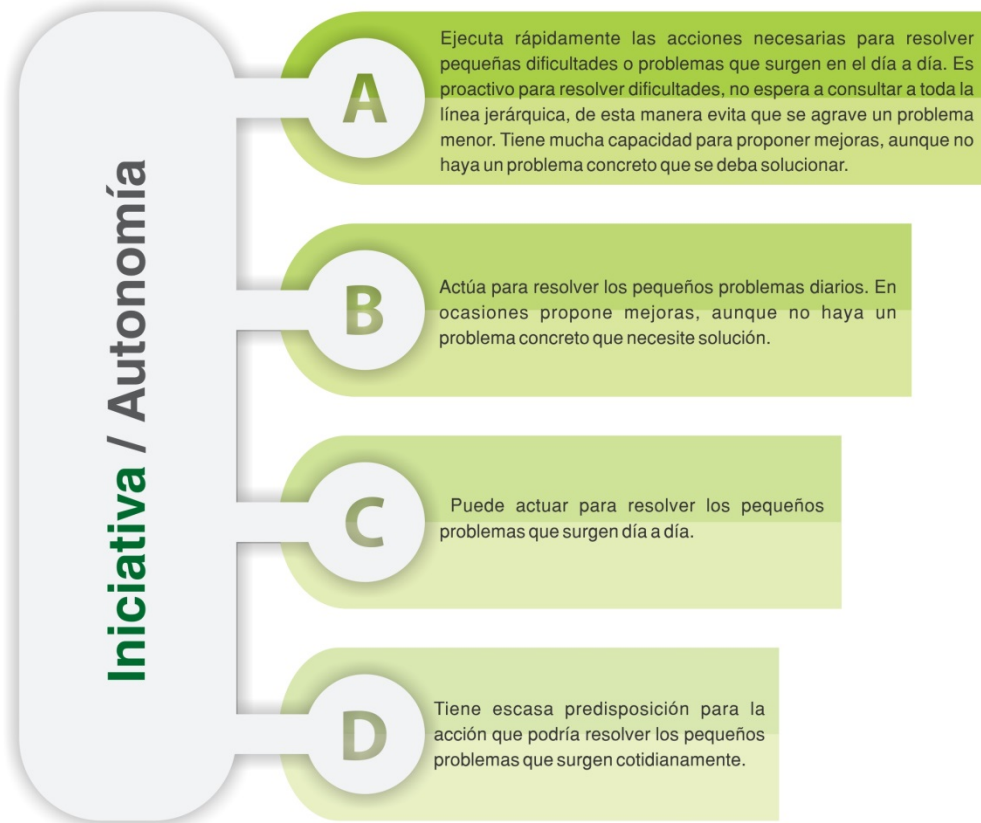 Iniciativa / Autonomía
A
Ejecuta rápidamente las acciones necesarias para resolver
pequeñas dificultades o problemas que surgen en el día a día. Es
proactivo para resolver dificultades, no espera a consultar a toda la
línea jerárquica, de esta manera evita que se agrave un problema
menor. Tiene mucha capacidad para proponer mejoras, aunque no
haya un problema concreto que se deba solucionar.
B
Actúa para resolver los pequeños problemas diarios. En
ocasiones propone mejoras, aunque no haya un
problema concreto que necesite solución.
C
Puede actuar para resolver los pequeños
problemas que surgen día a día.
D
Tiene escasa predisposición para la
acción que podría resolver los pequeños
problemas que surgen cotidianamente.